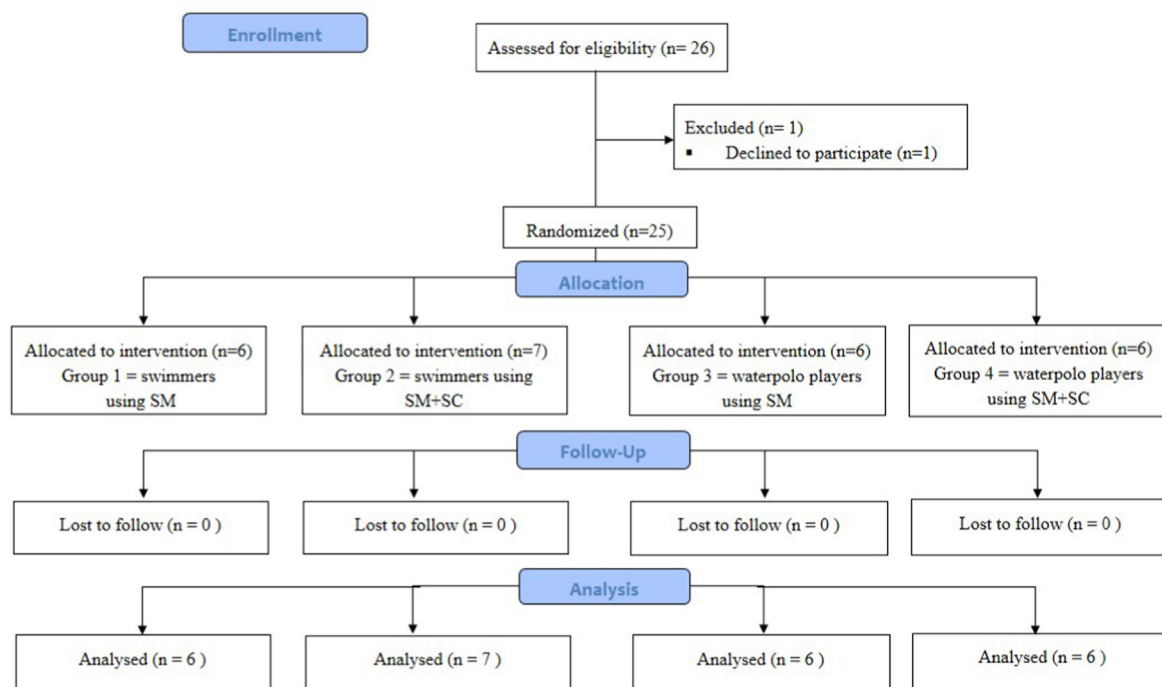 Enrollment
Assessed for eligibility (n= 26)
Excluded (n= 1)
▪ Declined to participate (n=1)
Randomized (n=25)
Allocation
Allocated to intervention (n=6)
Group 1 = swimmers
using SM
Allocated to intervention (n=7)
Group 2 = swimmers using
SM+SC
Allocated to intervention (n=6)
Group 3 = waterpolo players
using SM
Allocated to intervention (n=6)
Group 4 = waterpolo players
using SM+SC
Follow-Up
Lost to follow (n = 0 )
Lost to follow (n = 0 )
Lost to follow (n = 0 )
Lost to follow (n = 0 )
Analysis
Analysed (n = 6 )
Analysed (n = 7 )
Analysed (n = 6 )
Analysed (n = 6 )